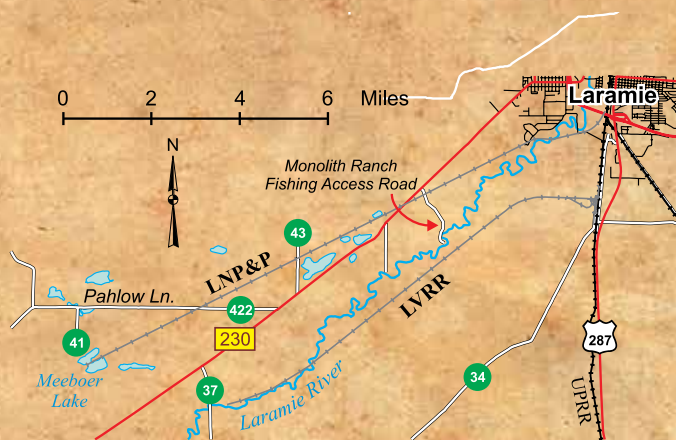 Laramie
0 2 4 6 Miles
N
Monolith Ranch
Fishing Access Road
43
LNP&P
Pahlow Ln.
422
LVRR
230
41
287
Meeboer
Lake
37
34
Laramie River
UPRR